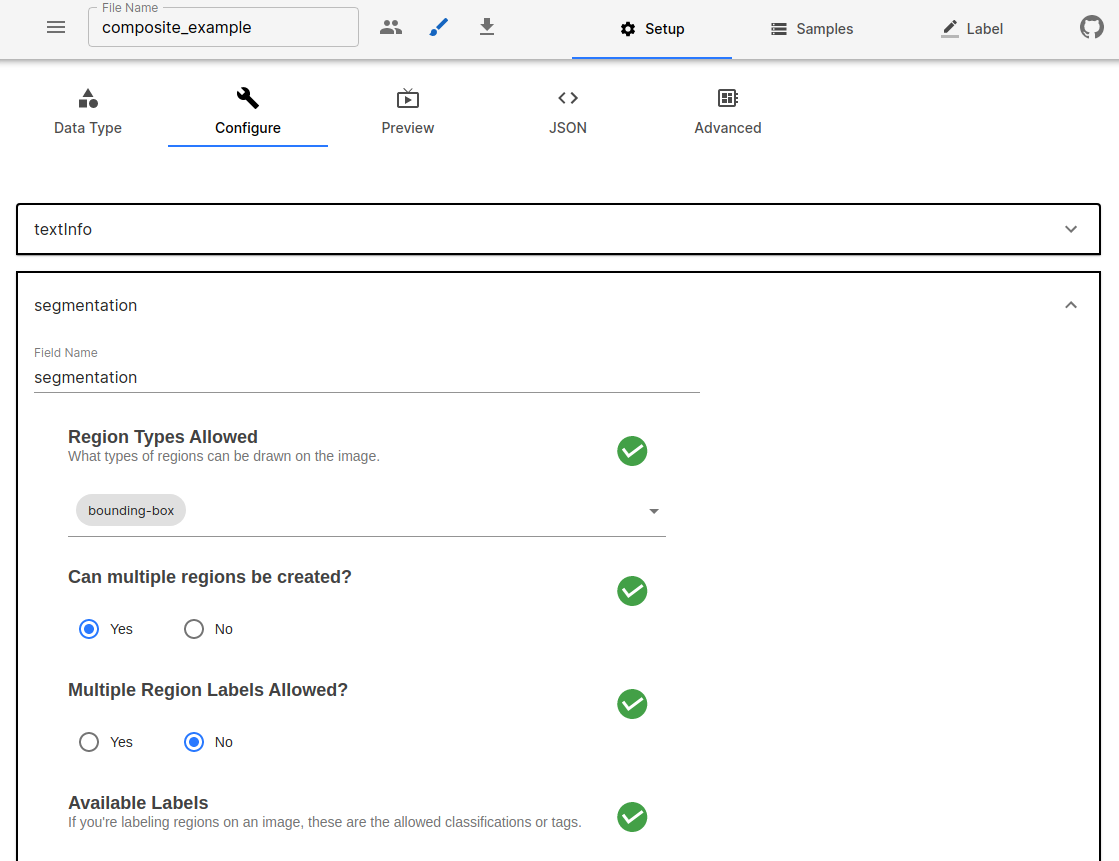 File Name
composite_example
Setup
Samples
Label
Data Type
Configure
Preview
JSON
Advanced
textInfo
segmentation
Field Name
segmentation
Region Types Allowed
What types of regions can be drawn on the image.
bounding-box
Can multiple regions be created?
Yes No
Multiple Region Labels Allowed?
Yes No
Available Labels
If you're labeling regions on an image, these are the allowed classifications or tags.